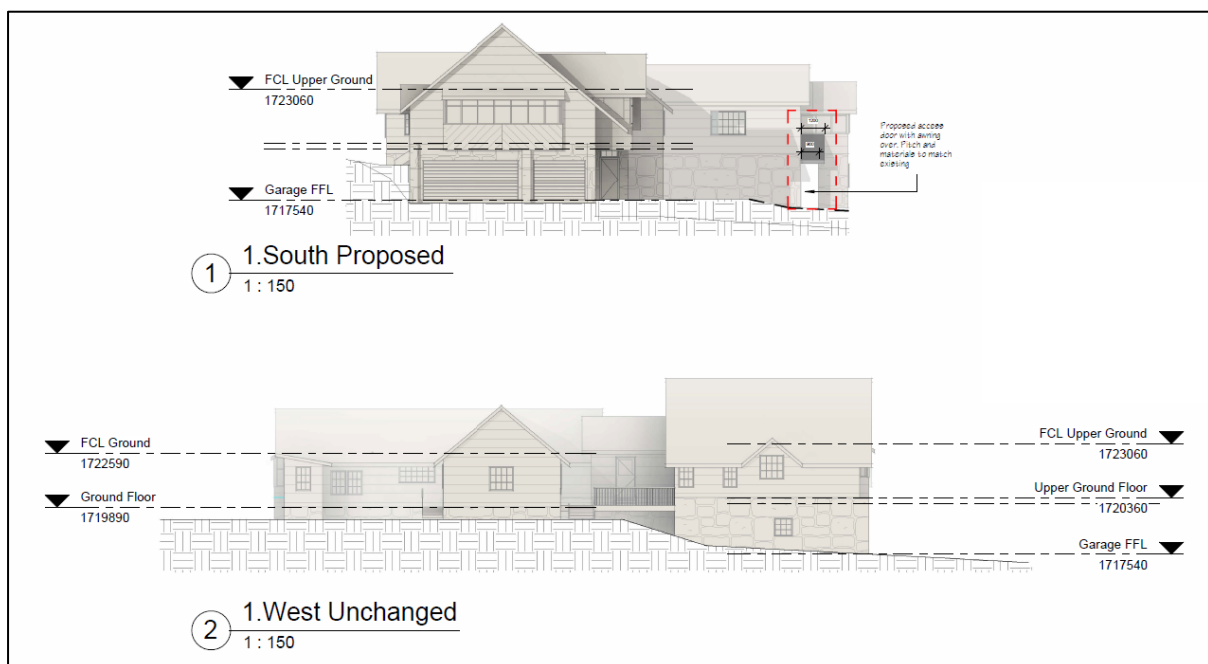 FCL Upper Ground
1723060
Proposed access
door with awning
over. Pitch and
materials to match
existing
Garage FFL
1717540
1
1.South Proposed
1 : 150
FCL Ground
1722590
Ground Floor
1719890
FCL Upper Ground
1723060
Upper Ground Floor
1720360
Garage FFL
1717540
2
1.West Unchanged
1 : 150